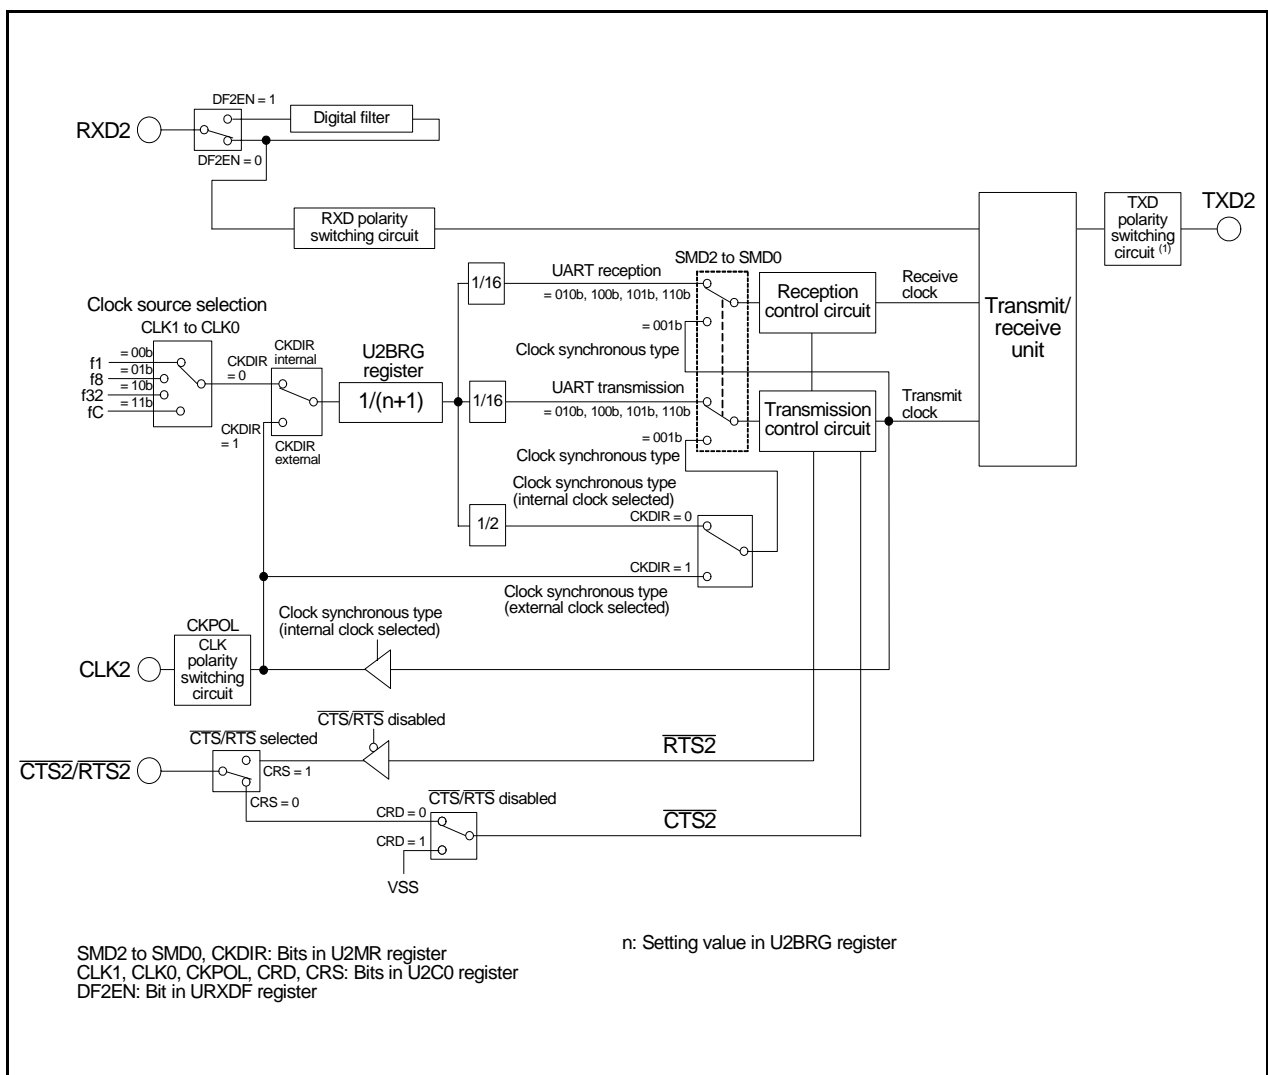 DF2EN = 1
Digital filter
RXD2
DF2EN = 0
RXD polarity
switching circuit
TXD
polarity
switching
circuit (1)
TXD2
SMD2 to SMD0
1/16
UART reception
= 010b, 100b, 101b, 110b
Reception
control circuit
Receive
clock
Transmit/
receive
unit
= 001b
Clock synchronous type
Clock source selection
CLK1 to CLK0
= 00b
f1
= 01b
f8
= 10b
f32
= 11b
fC
CKDIR
= 0
CKDIR
internal
CKDIR
= 1
CKDIR
external
U2BRG
register
1/(n+1)
1/16
UART transmission
= 010b, 100b, 101b, 110b
Transmission
control circuit
Transmit
clock
= 001b
Clock synchronous type
Clock synchronous type
(internal clock selected)
1/2
CKDIR = 0
CKDIR = 1
Clock synchronous type
(external clock selected)
Clock synchronous type
(internal clock selected)
CKPOL
CLK
polarity
switching
circuit
CLK2
CTS/RTS disabled
CTS/RTS selected
CTS2/RTS2
CRS = 1
CRS = 0
RTS2
CTS/RTS disabled
CRD = 0
CRD = 1
CTS2
VSS
SMD2 to SMD0, CKDIR: Bits in U2MR register
CLK1, CLK0, CKPOL, CRD, CRS: Bits in U2C0 register
DF2EN: Bit in URXDF register
n: Setting value in U2BRG register